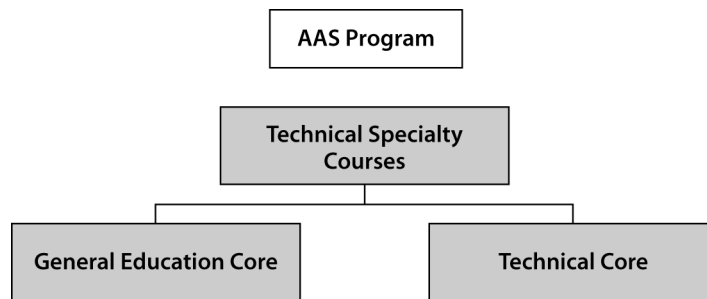 AAS Program
Technical Specialty
Courses
General Education Core
Technical Core